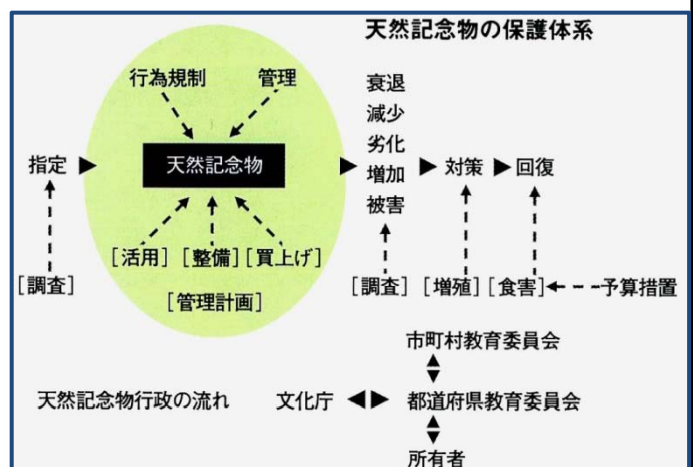 天然記念物の保護体系
行為規制
管理
衰退
減少
劣化
増加
被害
指定
天然記念物
対策
回復
[活用]
[整備]
[買上げ]
[管理計画]
[調査]
[調査]
[増殖]
[食害]
予算措置
市町村教育委員会
天然記念物行政の流れ
文化庁
都道府県教育委員会
所有者